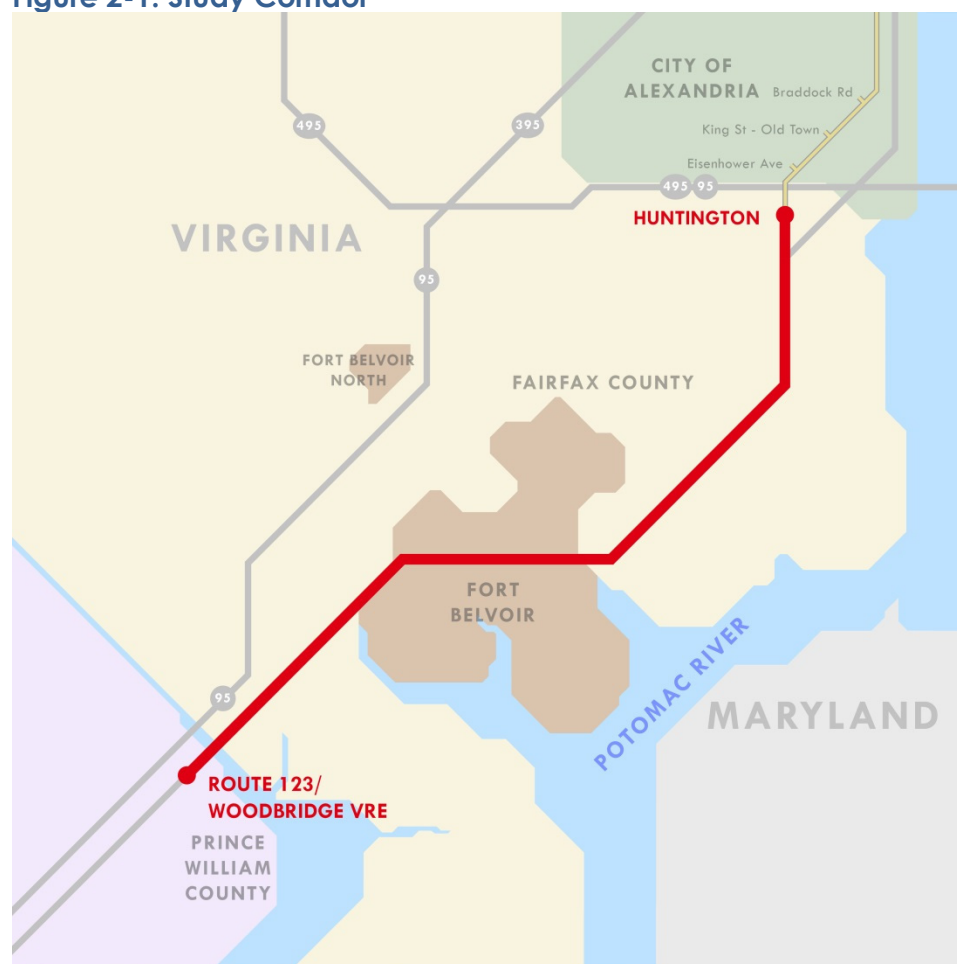 Figure 2-1: Study Corridor
CITY OF
ALEXANDRIA
Braddock Rd
King St - Old Town
Eisenhower Ave
495
395
495 95
HUNTINGTON
VIRGINIA
95
FORT BELVOIR
NORTH
FAIRFAX COUNTY
FORT
BELVOIR
POTOMAC RIVER
MARYLAND
95
ROUTE 123/
WOODBRIDGE VRE
PRINCE
WILLIAM
COUNTY